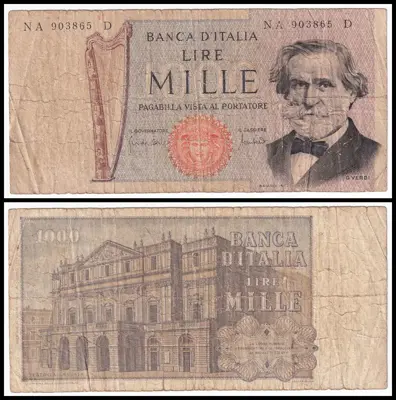 NA 903865 D
NA 903865 D
BANCA D'ITALIA
LIRE
MILLE
PAGABILI A VISTA AL PORTATORE
IL GOVERNATORE
IL CASSIERE
G. VERDI
1000
BANCA
D'ITALIA
LIRE
MILLE